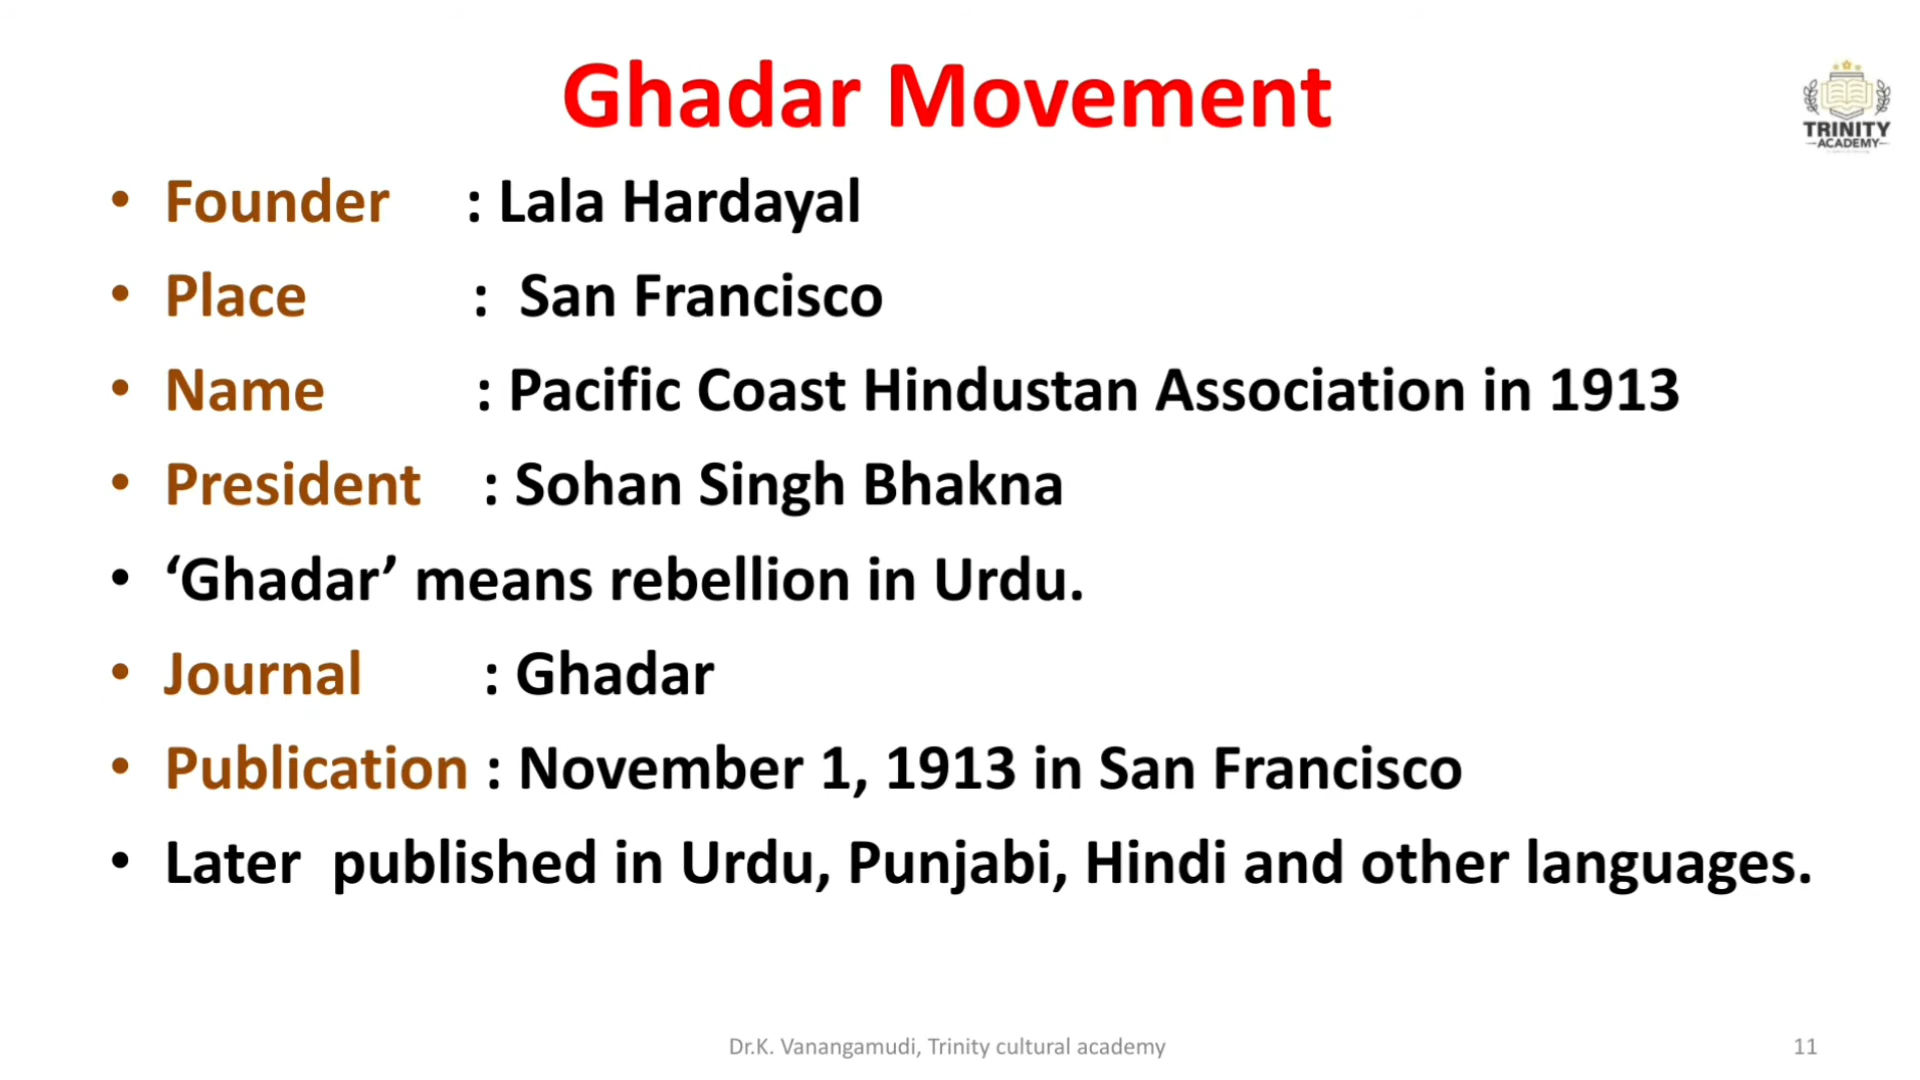 Ghadar Movement
TRINITY
ACADEMY
• Founder : Lala Hardayal
• Place : San Francisco
• Name : Pacific Coast Hindustan Association in 1913
• President : Sohan Singh Bhakna
• ‘Ghadar’ means rebellion in Urdu.
• Journal : Ghadar
• Publication : November 1, 1913 in San Francisco
• Later published in Urdu, Punjabi, Hindi and other languages.
Dr.K. Vanangamudi, Trinity cultural academy
11